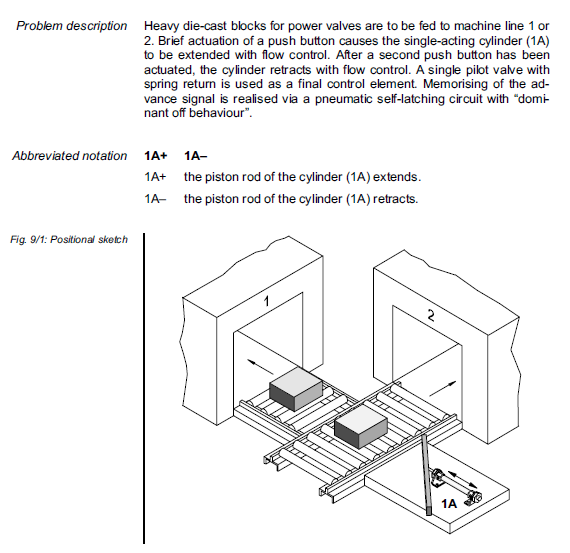 Problem description
Heavy die-cast blocks for power valves are to be fed to machine line 1 or
2. Brief actuation of a push button causes the single-acting cylinder (1A)
to be extended with flow control. After a second push button has been
actuated, the cylinder retracts with flow control. A single pilot valve with
spring return is used as a final control element. Memorising of the ad-
vance signal is realised via a pneumatic self-latching circuit with “domi-
nant off behaviour”.
Abbreviated notation
1A+ 1A–
1A+ the piston rod of the cylinder (1A) extends.
1A– the piston rod of the cylinder (1A) retracts.
Fig. 9/1: Positional sketch
1
2
1A